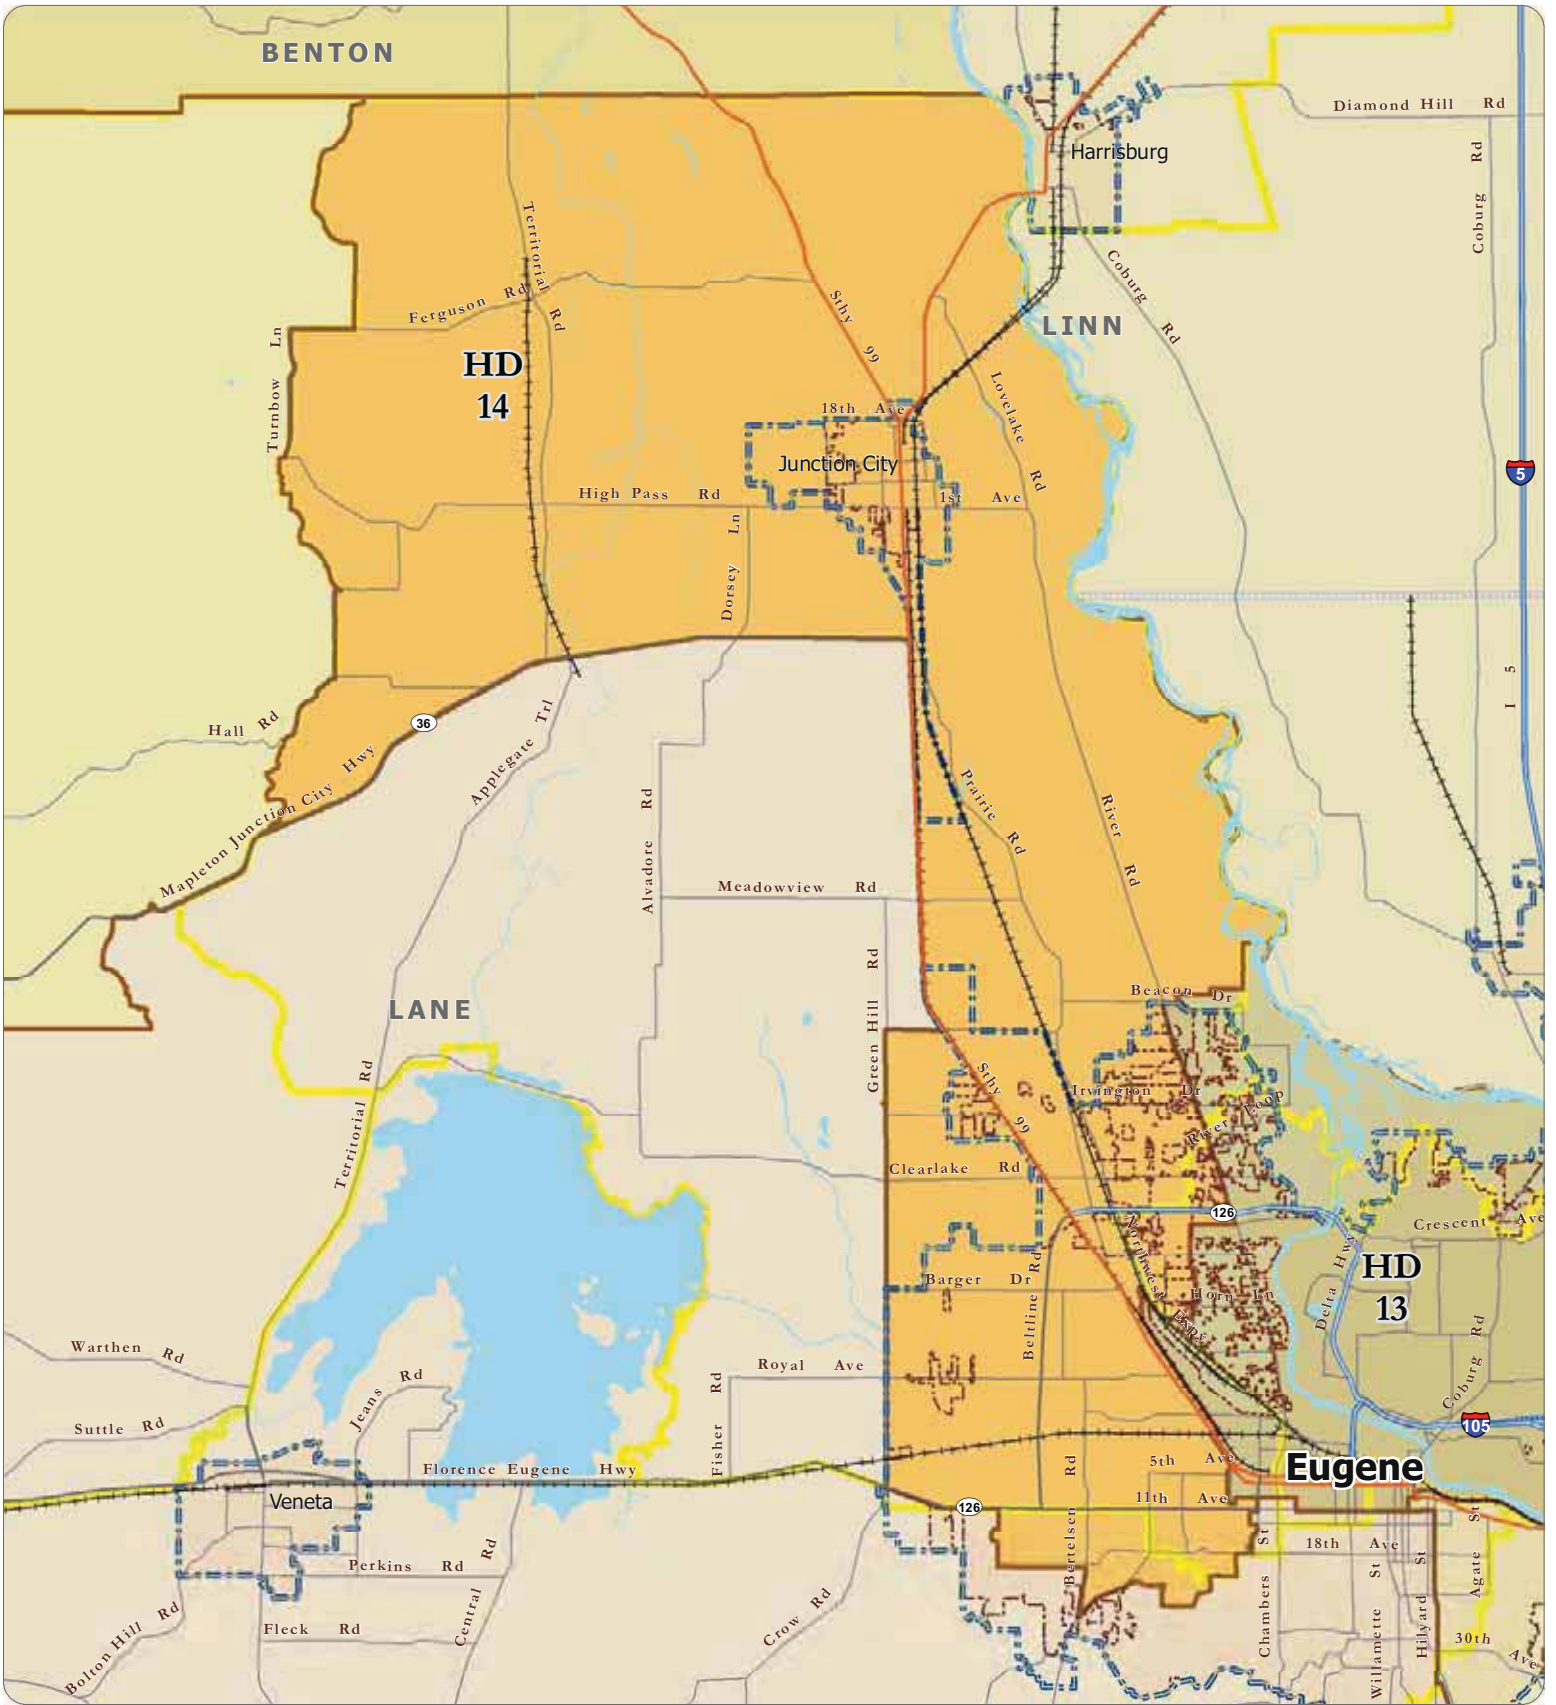 BENTON
Diamond Hill Rd
Harrisburg
Coburg Rd
Territorial Rd
Coburg Rd
Ferguson Rd
Sthy 99
LINN
Turnbow Ln
HD
14
Lovelake Rd
18th Ave
Junction City
5
High Pass Rd
1st Ave
Dorsey Ln
I 5
Hall Rd
36
Applegate Trl
Mapleton Junction City Hwy
Prairie Rd
River Rd
Alvadore Rd
Meadowview Rd
Green Hill Rd
LANE
Beacon Dr
Territorial Rd
Sthy 99
Irvington Dr
River Loop
Clearlake Rd
126
Crescent Ave
Northwest Expy
Delta Hwy
HD
13
Barger Dr
Beltline Rd
Horn Ln
Warthen Rd
Royal Ave
Jeans Rd
Coburg Rd
Suttle Rd
Fisher Rd
105
Florence Eugene Hwy
5th Ave
Eugene
Veneta
126
11th Ave
Bertelsen Rd
18th Ave
Perkins Rd
Central Rd
Chambers St
Willamette St
Hilyard St
Agate St
Bolton Hill Rd
Fleck Rd
Crow Rd
30th Ave